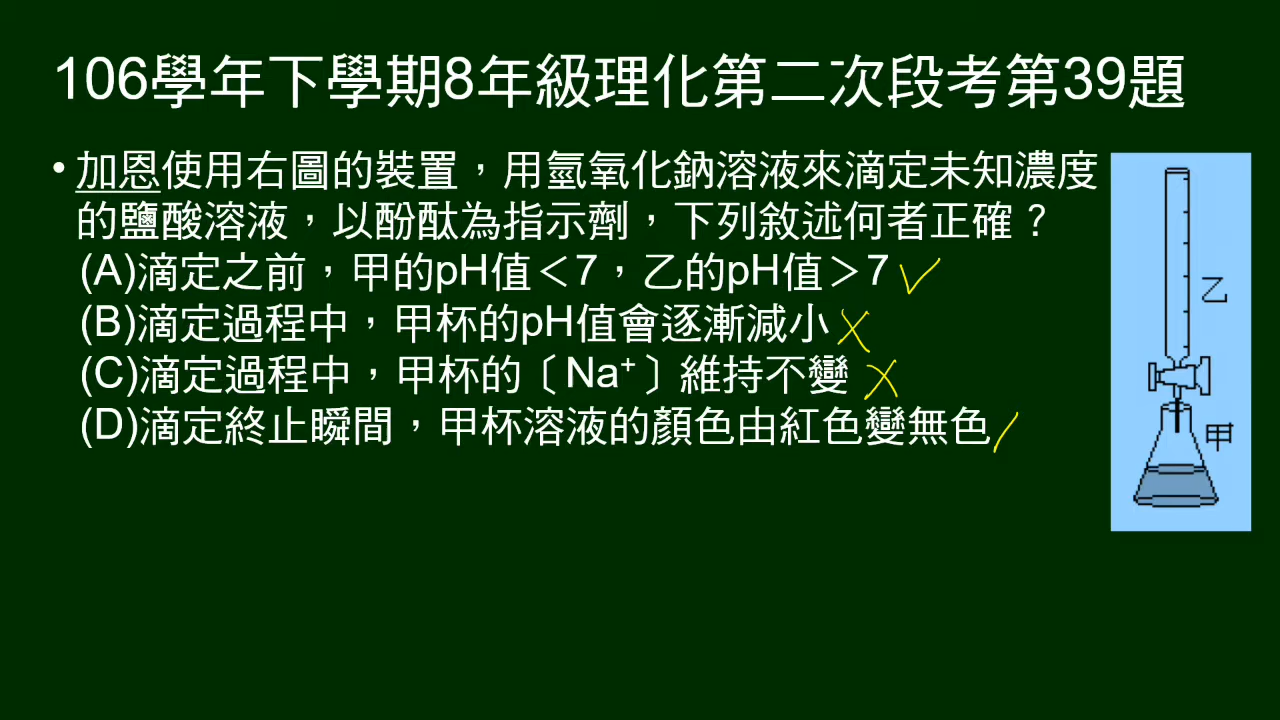 106學年下學期8年級理化第二次段考第39題
•加恩使用右圖的裝置，用氫氧化鈉溶液來滴定未知濃度
的鹽酸溶液，以酚酞為指示劑，下列敘述何者正確？
(A)滴定之前，甲的pH值＜7，乙的pH值＞7
(B)滴定過程中，甲杯的pH值會逐漸減小
(C)滴定過程中，甲杯的〔Na⁺〕維持不變
(D)滴定終止瞬間，甲杯溶液的顏色由紅色變無色
乙
甲